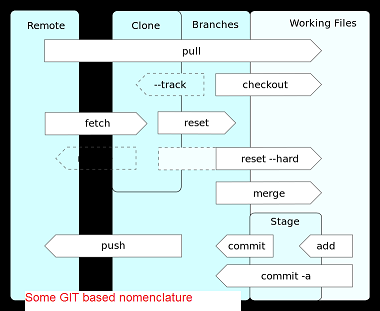 Remote
Clone
Branches
Working Files
pull
--track
checkout
fetch
reset
reset --hard
merge
Stage
push
commit
add
commit -a
Some GIT based nomenclature